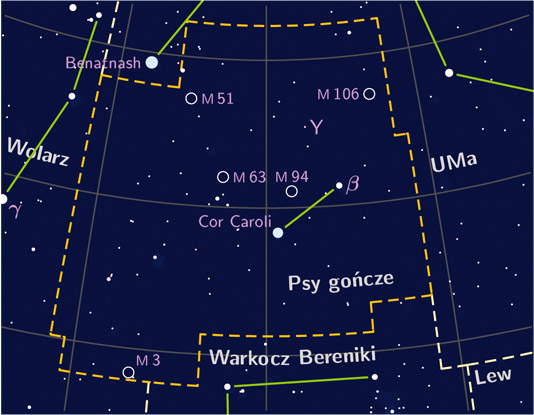 Benatnash
M 51
M 106
Y
Wolarz
UMa
M 63
M 94
β
γ
Cor Caroli
Psy gończe
M 3
Warkocz Bereniki
Lew